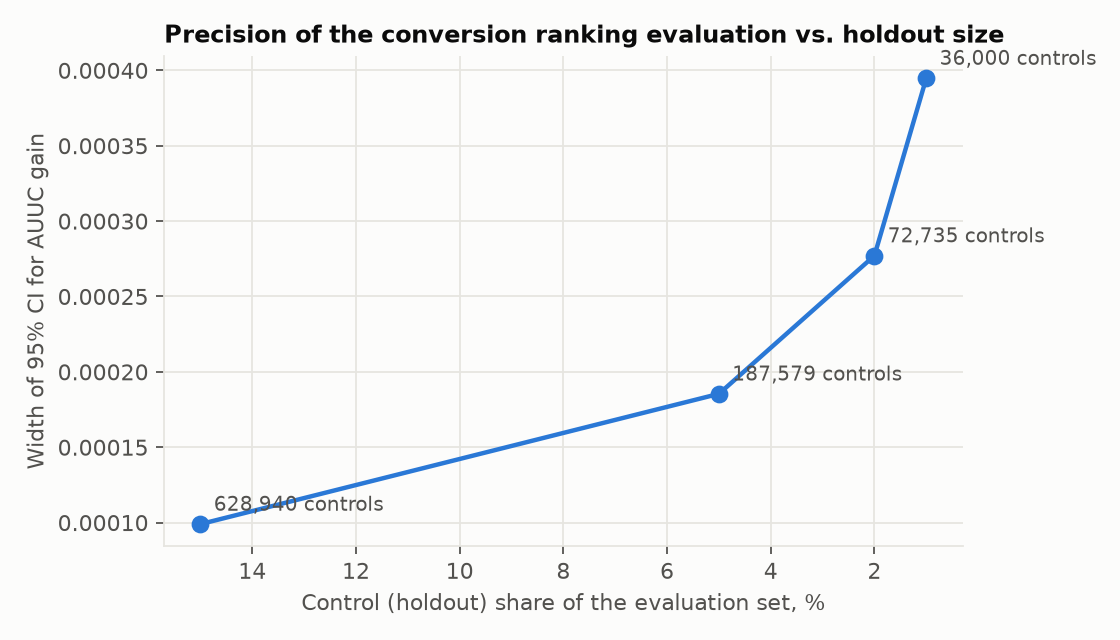 Precision of the conversion ranking evaluation vs. holdout size
36,000 controls
0.00040
0.00035
0.00030
72,735 controls
0.00025
0.00020
187,579 controls
0.00015
628,940 controls
0.00010
Width of 95% CI for AUUC gain
14 12 10 8 6 4 2
Control (holdout) share of the evaluation set, %